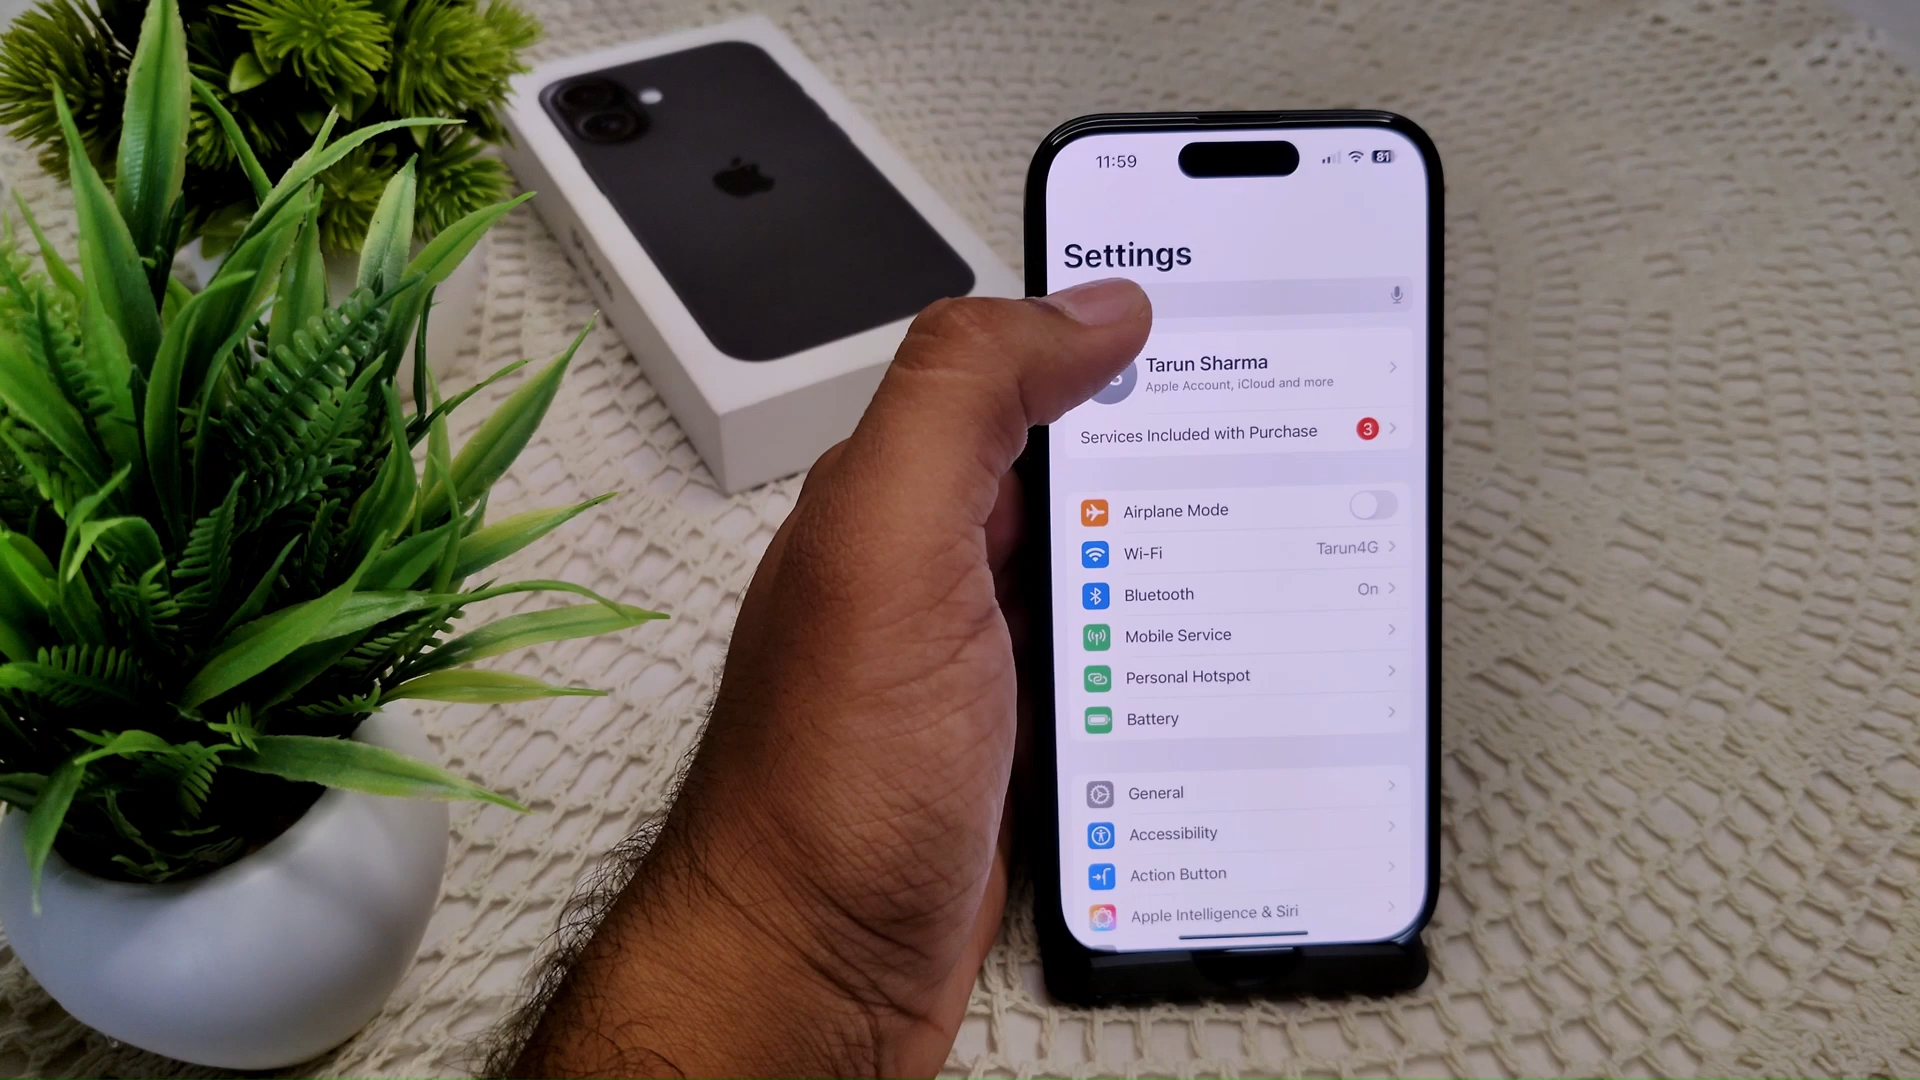 11:59
81
Settings
Tarun Sharma
Apple Account, iCloud and more
Services Included with Purchase
3
Airplane Mode
Wi-Fi
Tarun4G
Bluetooth
On
Mobile Service
Personal Hotspot
Battery
General
Accessibility
Action Button
Apple Intelligence & Siri